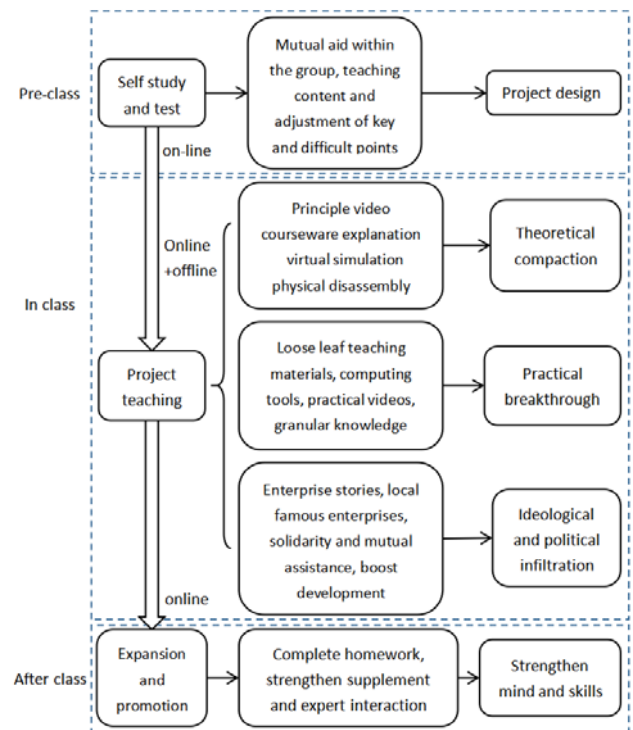 Pre-class
Self study
and test
Mutual aid within
the group, teaching
content and
adjustment of key
and difficult points
Project design
on-line
In class
Online
+offline
Project
teaching
Principle video
courseware explanation
virtual simulation
physical disassembly
Theoretical
compaction
Loose leaf teaching
materials, computing
tools, practical videos,
granular knowledge
Practical
breakthrough
Enterprise stories, local
famous enterprises,
solidarity and mutual
assistance, boost
development
Ideological
and political
infiltration
online
After class
Expansion
and
promotion
Complete homework,
strengthen supplement
and expert interaction
Strengthen
mind and skills